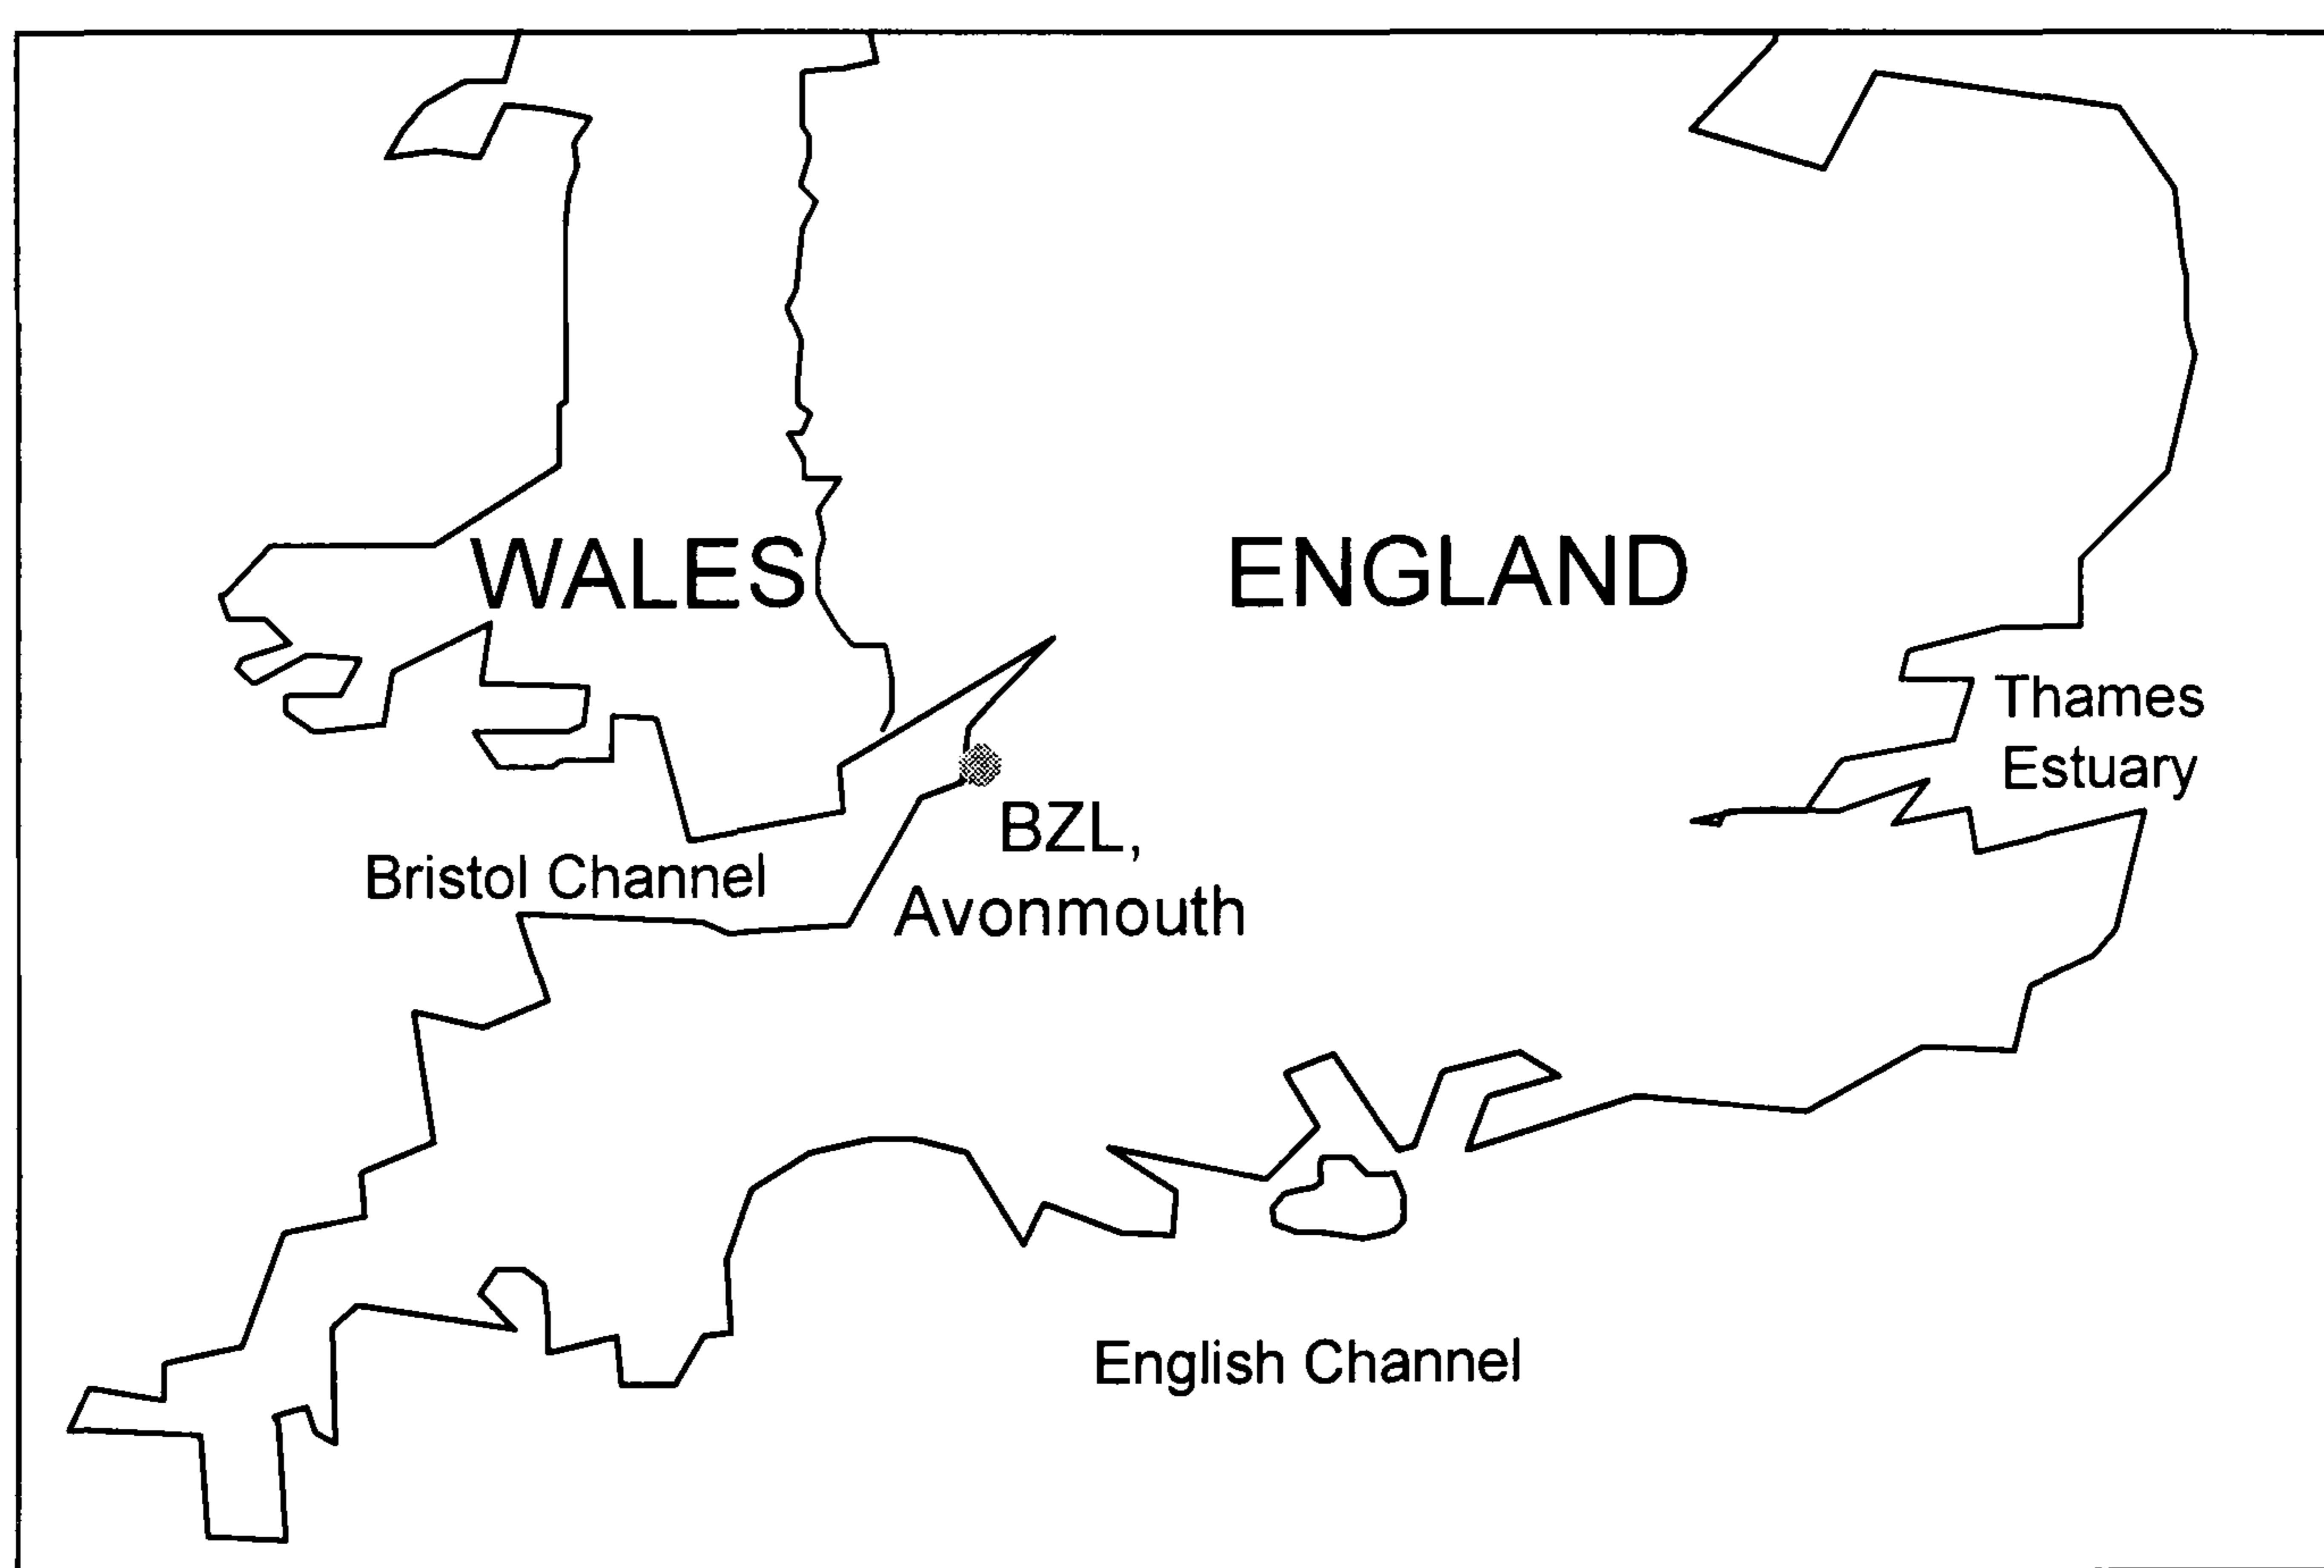 WALES
ENGLAND
Thames
Estuary
BZL,
Avonmouth
Bristol Channel
English Channel